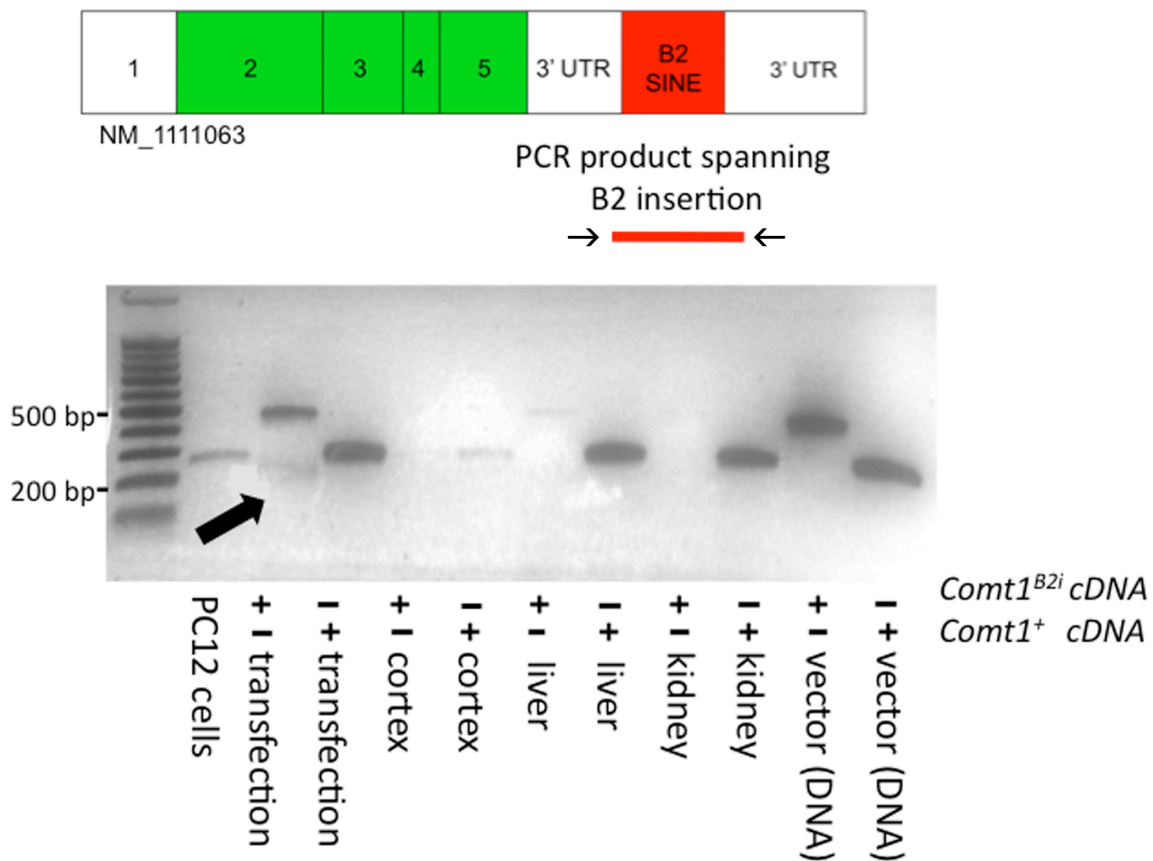 1
2
3
4
5
3’ UTR
B2
SINE
3’ UTR
NM_1111063
PCR product spanning
B2 insertion
→ ←
500 bp-
200 bp-
+ - + - + - + - + - Comt1B2i cDNA
- + - + - + - + - + Comt1+ cDNA
PC12 cells
transfection
transfection
cortex
cortex
liver
liver
kidney
kidney
vector (DNA)
vector (DNA)